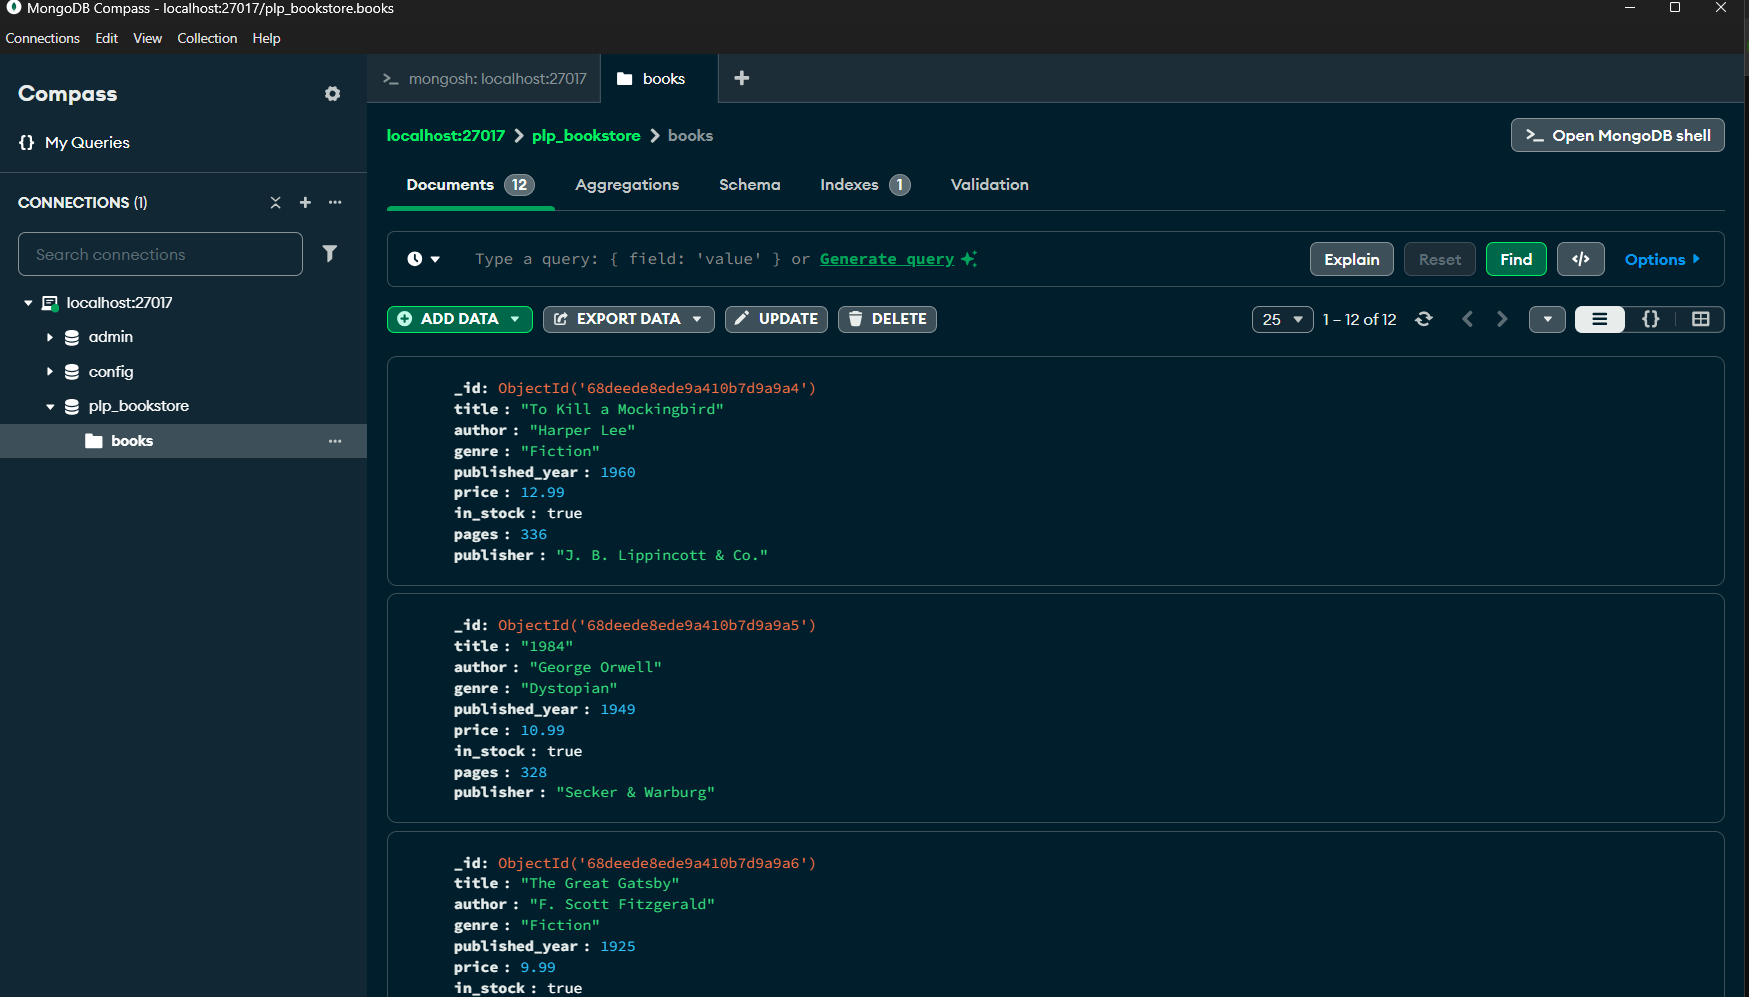 MongoDB Compass - localhost:27017/plp_bookstore.books
Connections Edit View Collection Help
Compass
{} My Queries
CONNECTIONS (1)
Search connections
localhost:27017
admin
config
plp_bookstore
books
>_ mongosh: localhost:27017
books
localhost:27017 > plp_bookstore > books
>_ Open MongoDB shell
Documents 12 Aggregations Schema Indexes 1 Validation
Type a query: { field: 'value' } or Generate query
Explain Reset Find </> Options
ADD DATA EXPORT DATA UPDATE DELETE
25 1 – 12 of 12 {}
_id: ObjectId('68deede8ede9a410b7d9a9a4')
title : "To Kill a Mockingbird"
author : "Harper Lee"
genre : "Fiction"
published_year : 1960
price : 12.99
in_stock : true
pages : 336
publisher : "J. B. Lippincott & Co."
_id: ObjectId('68deede8ede9a410b7d9a9a5')
title : "1984"
author : "George Orwell"
genre : "Dystopian"
published_year : 1949
price : 10.99
in_stock : true
pages : 328
publisher : "Secker & Warburg"
_id: ObjectId('68deede8ede9a410b7d9a9a6')
title : "The Great Gatsby"
author : "F. Scott Fitzgerald"
genre : "Fiction"
published_year : 1925
price : 9.99
in_stock : true